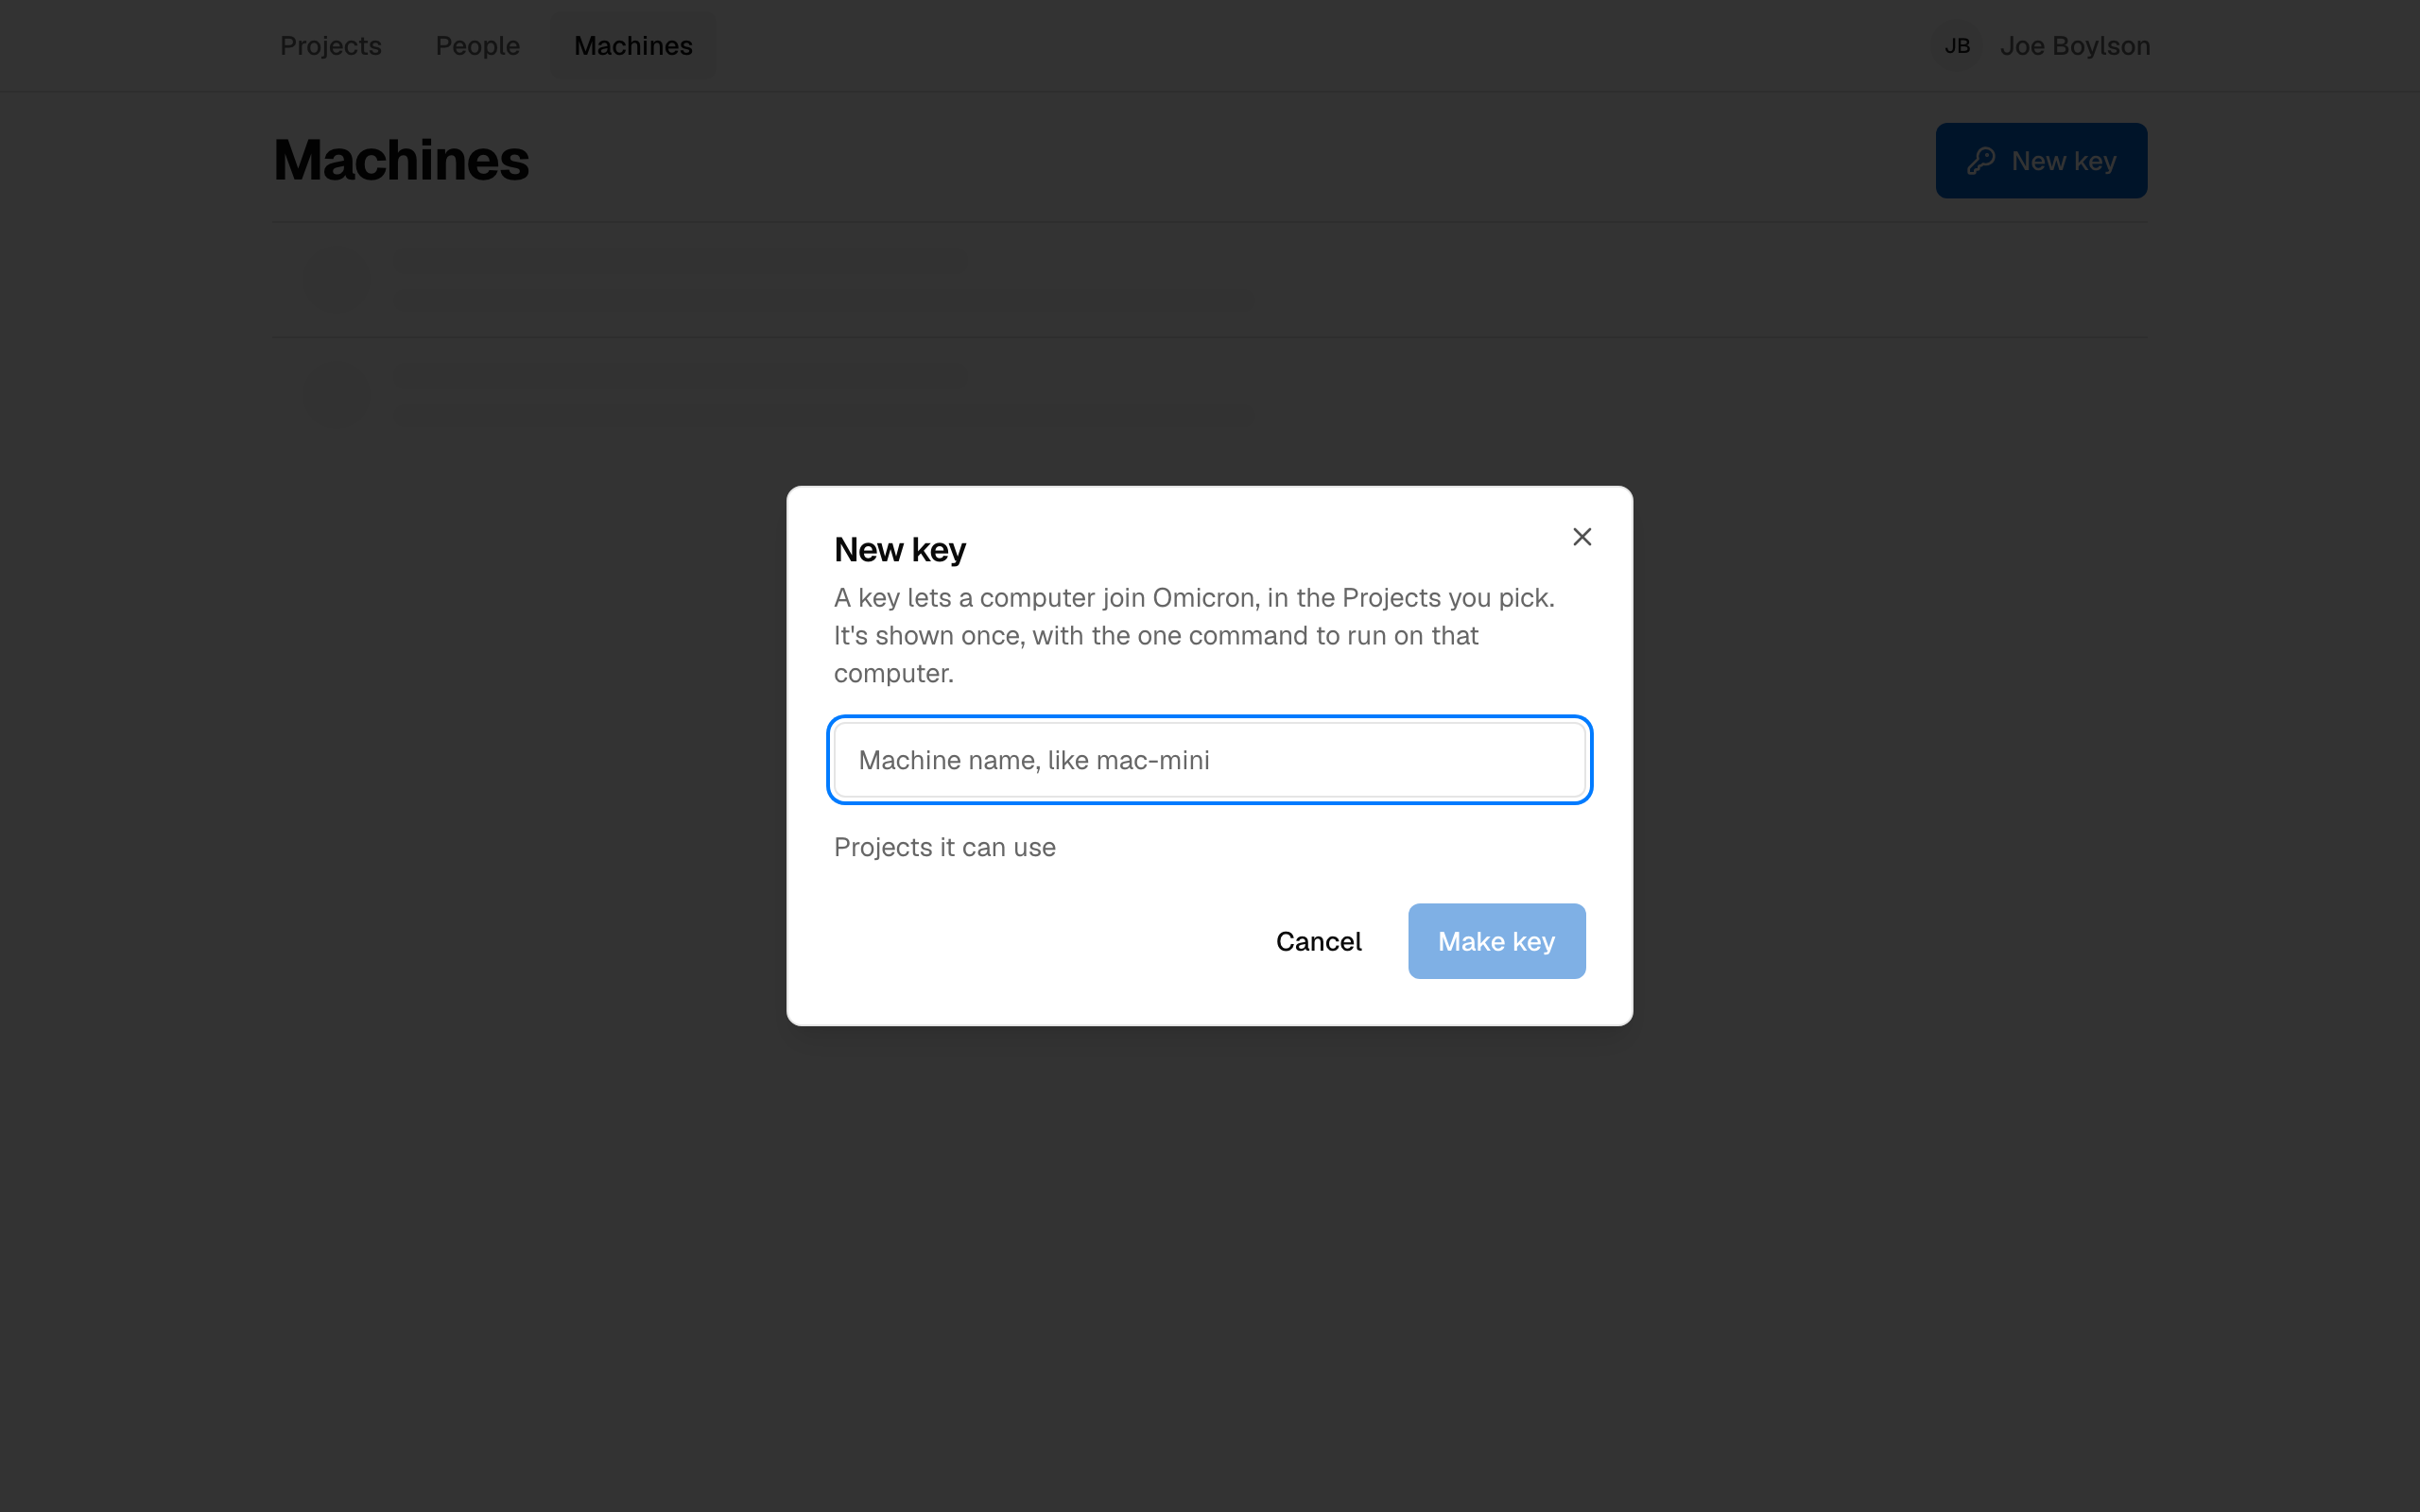 Projects People Machines JB Joe Boylson
Machines New key
New key
A key lets a computer join Omicron, in the Projects you pick.
It's shown once, with the one command to run on that
computer.
Machine name, like mac-mini
Projects it can use
Cancel Make key